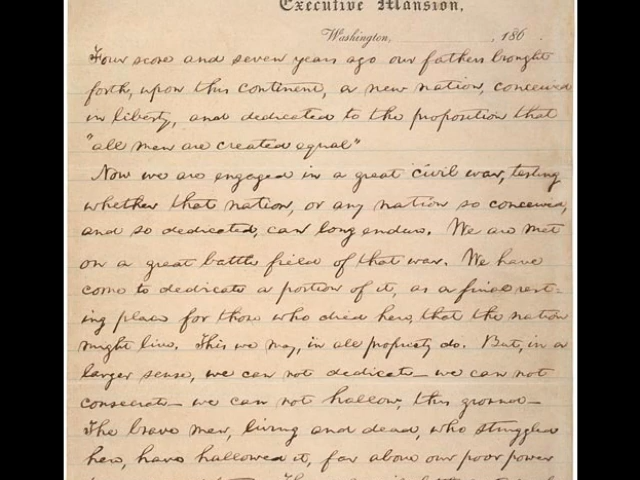 Executive Mansion,
Washington, , 186 .
Four score and seven years ago our fathers brought
forth, upon this continent, a new nation, conceived
in liberty, and dedicated to the proposition that
"all men are created equal"
Now we are engaged in a great civil war, testing
whether that nation, or any nation so conceived,
and so dedicated, can long endure. We are met
on a great battle field of that war. We have
come to dedicate a portion of it, as a final rest-
ing place for those who died here, that the nation
might live. This we may, in all propriety do. But, in a
larger sense, we can not dedicate — we can not
consecrate — we can not hallow, this ground —
The brave men, living and dead, who struggled
here, have hallowed it, far above our poor power